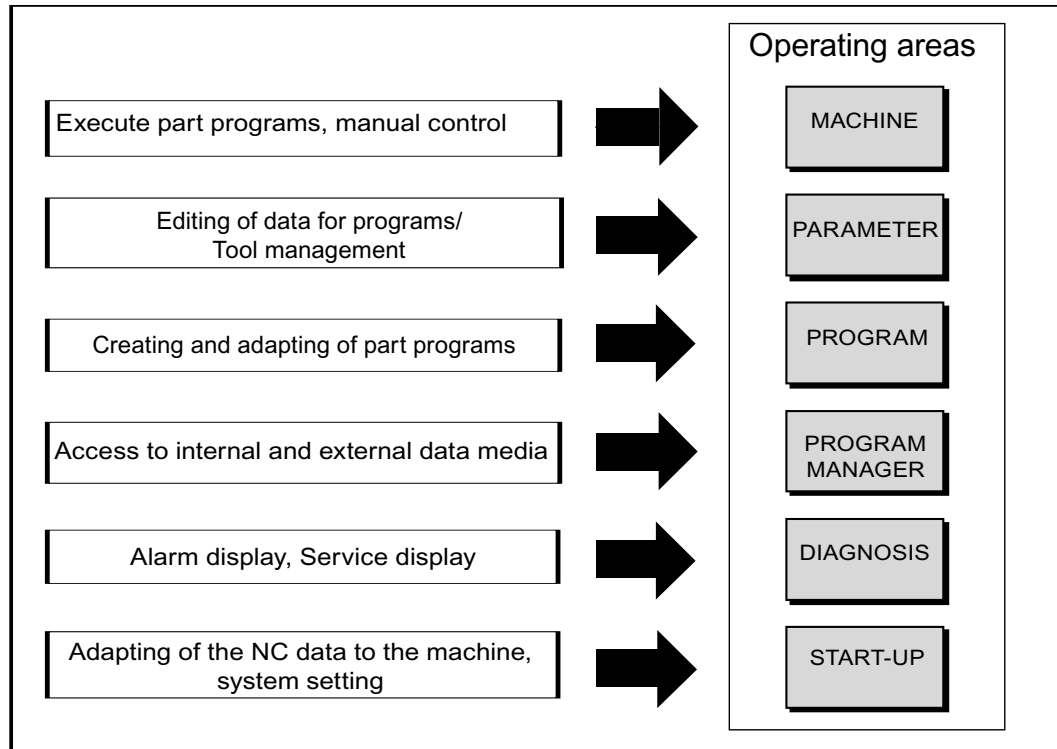 Operating areas
Execute part programs, manual control
MACHINE
Editing of data for programs/
Tool management
PARAMETER
Creating and adapting of part programs
PROGRAM
Access to internal and external data media
PROGRAM
MANAGER
Alarm display, Service display
DIAGNOSIS
Adapting of the NC data to the machine,
system setting
START-UP